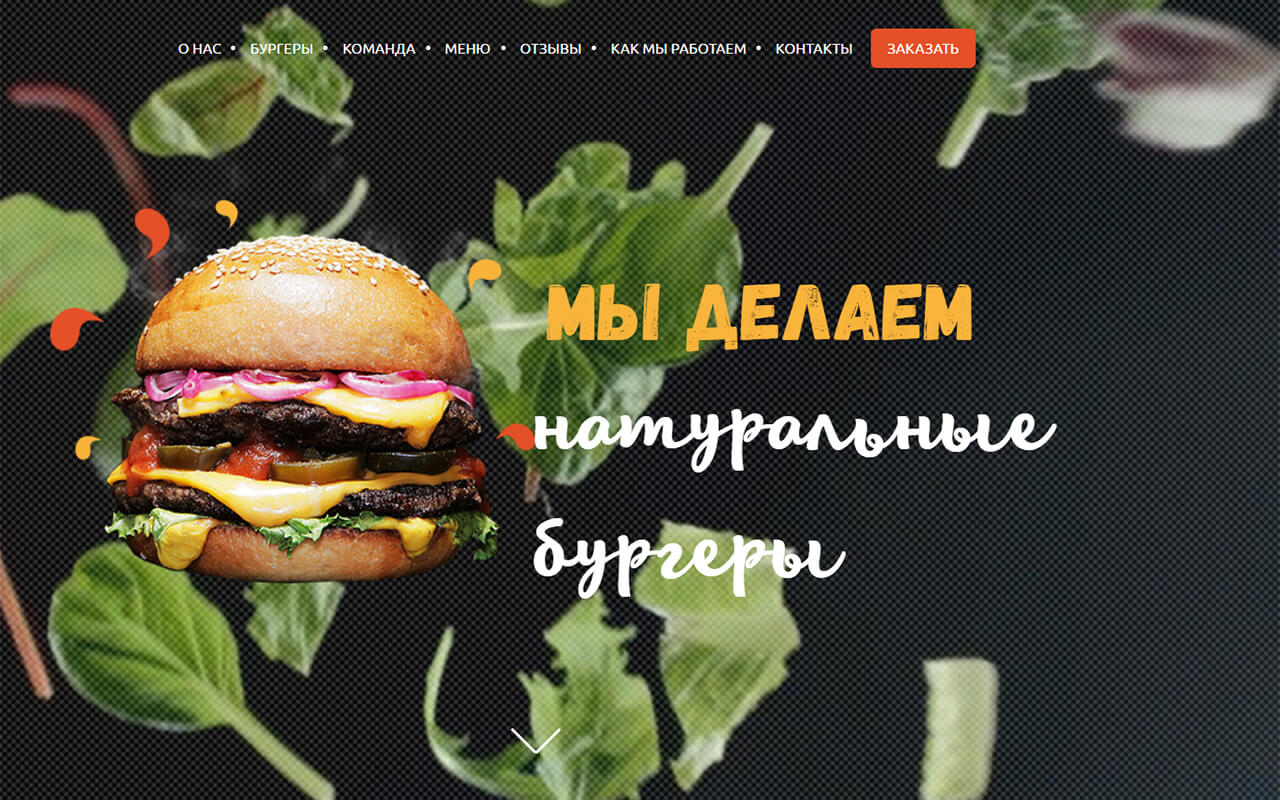 О НАС • БУРГЕРЫ • КОМАНДА • МЕНЮ • ОТЗЫВЫ • КАК МЫ РАБОТАЕМ • КОНТАКТЫ ЗАКАЗАТЬ
МЫ ДЕЛАЕМ
натуральные
бургеры